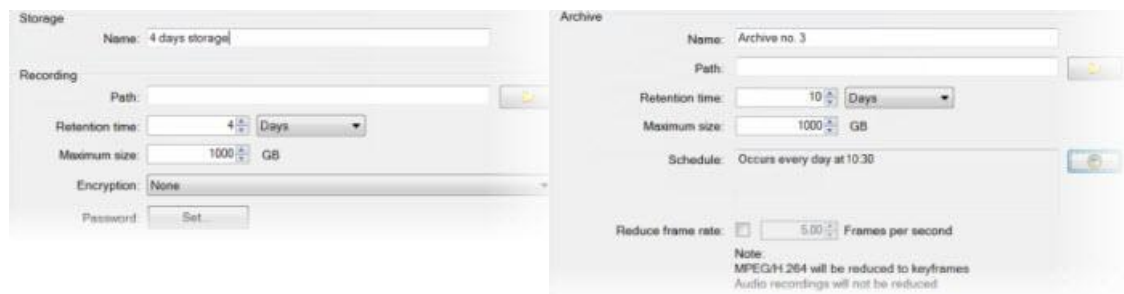 Storage
Name: 4 days storage
Recording
Path:
Retention time: 4 Days
Maximum size: 1000 GB
Encryption: None
Password: Set...
Archive
Name: Archive no. 3
Path:
Retention time: 10 Days
Maximum size: 1000 GB
Schedule: Occurs every day at 10:30
Reduce frame rate: 5.00 Frames per second
Note:
MPEG/H.264 will be reduced to keyframes
Audio recordings will not be reduced